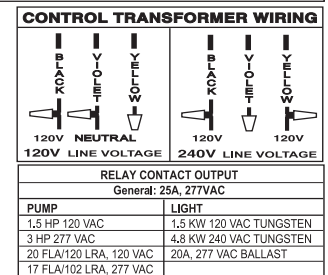 CONTROL TRANSFORMER WIRING
BLACK VIOLET YELLOW
BLACK VIOLET YELLOW
120V NEUTRAL
120V 120V
120V LINE VOLTAGE
240V LINE VOLTAGE
RELAY CONTACT OUTPUT
General: 25A, 277VAC
PUMP LIGHT
1.5 HP 120 VAC 1.5 KW 120 VAC TUNGSTEN
3 HP 277 VAC 4.8 KW 240 VAC TUNGSTEN
20 FLA/120 LRA, 120 VAC 20A, 277 VAC BALLAST
17 FLA/102 LRA, 277 VAC